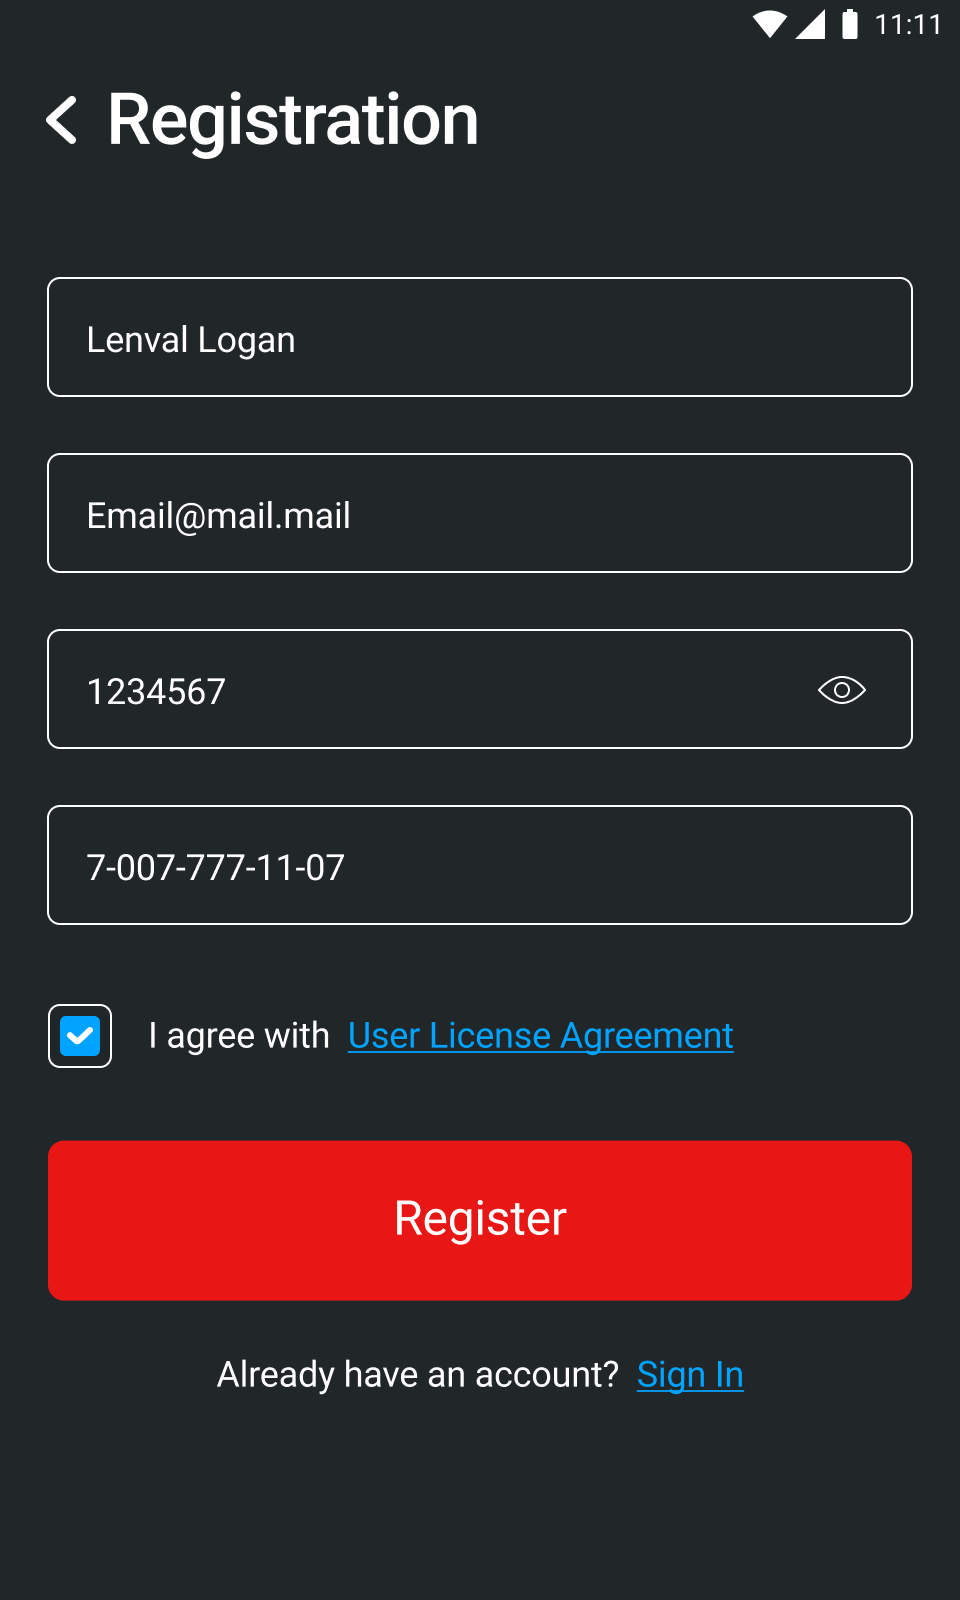 11:11
Registration
Lenval Logan
Email@mail.mail
1234567
7-007-777-11-07
I agree with User License Agreement
Register
Already have an account? Sign In